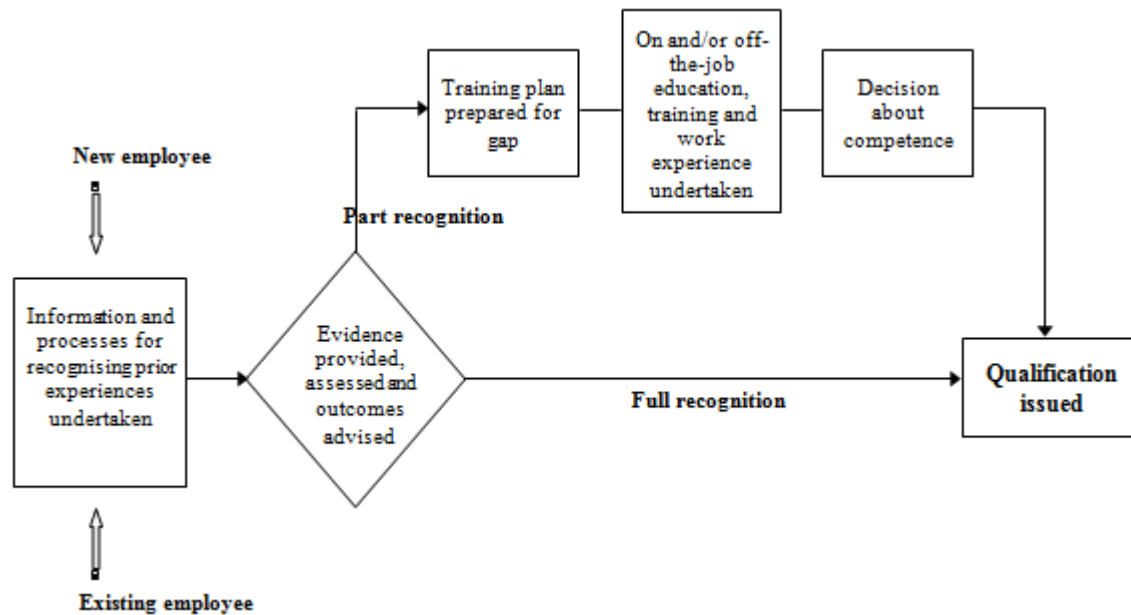 New employee
Information and
processes for
recognising prior
experiences
undertaken
Existing employee
Evidence
provided,
assessed and
outcomes
advised
Part recognition
Training plan
prepared for
gap
On and/or off-
the-job
education,
training and
work
experience
undertaken
Decision
about
competence
Full recognition
Qualification
issued